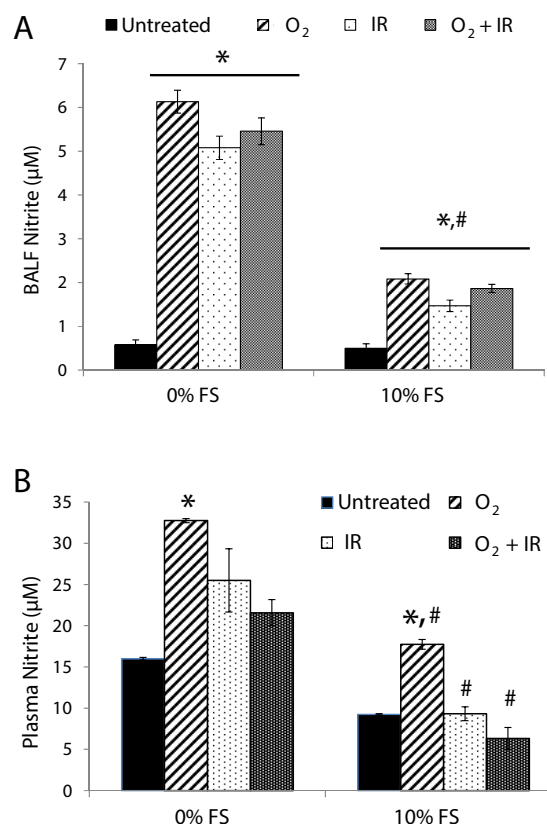 A
Untreated O₂ IR O₂ + IR
*
7
6
5
4
3
2
1
0
BALF Nitrite (µM)
*,#
0% FS 10% FS
B
Untreated O₂
IR O₂ + IR
*
*, #
#
#
35
30
25
20
15
10
5
0
Plasma Nitrite (µM)
0% FS 10% FS